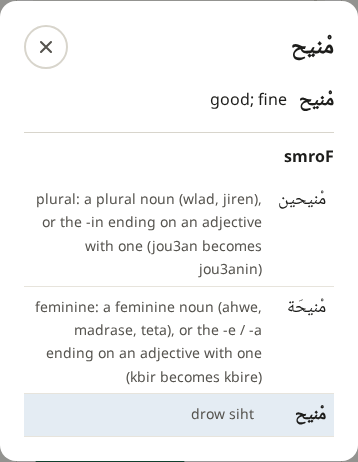 مْنيح
مْنيح good; fine
smroF
مْنيحين plural: a plural noun (wlad, jiren),
or the -in ending on an adjective
with one (jou3an becomes
jou3anin)
مْنيحَة feminine: a feminine noun (ahwe,
madrase, teta), or the -e / -a
ending on an adjective with one
(kbir becomes kbire)
مْنيح drow siht